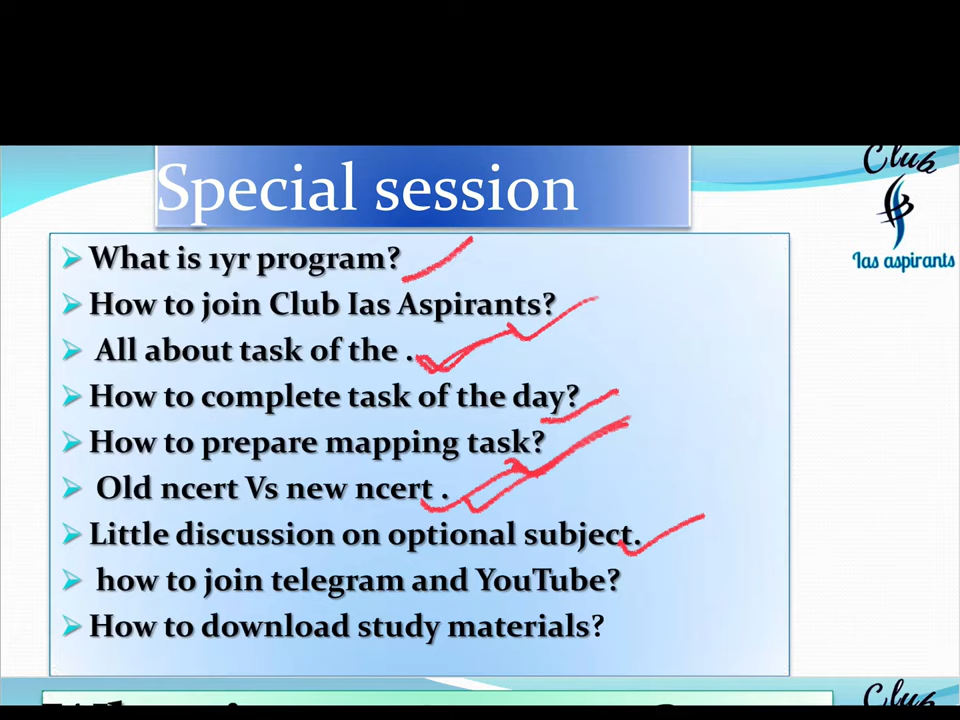 Club
Special session
Ias aspirants
What is 1yr program?
How to join Club Ias Aspirants?
All about task of the .
How to complete task of the day?
How to prepare mapping task?
Old ncert Vs new ncert .
Little discussion on optional subject.
how to join telegram and YouTube?
How to download study materials?
Club